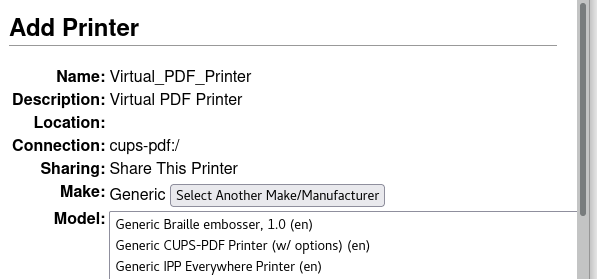 Add Printer
Name: Virtual_PDF_Printer
Description: Virtual PDF Printer
Location:
Connection: cups-pdf:/
Sharing: Share This Printer
Make: Generic Select Another Make/Manufacturer
Model:
Generic Braille embosser, 1.0 (en)
Generic CUPS-PDF Printer (w/ options) (en)
Generic IPP Everywhere Printer (en)